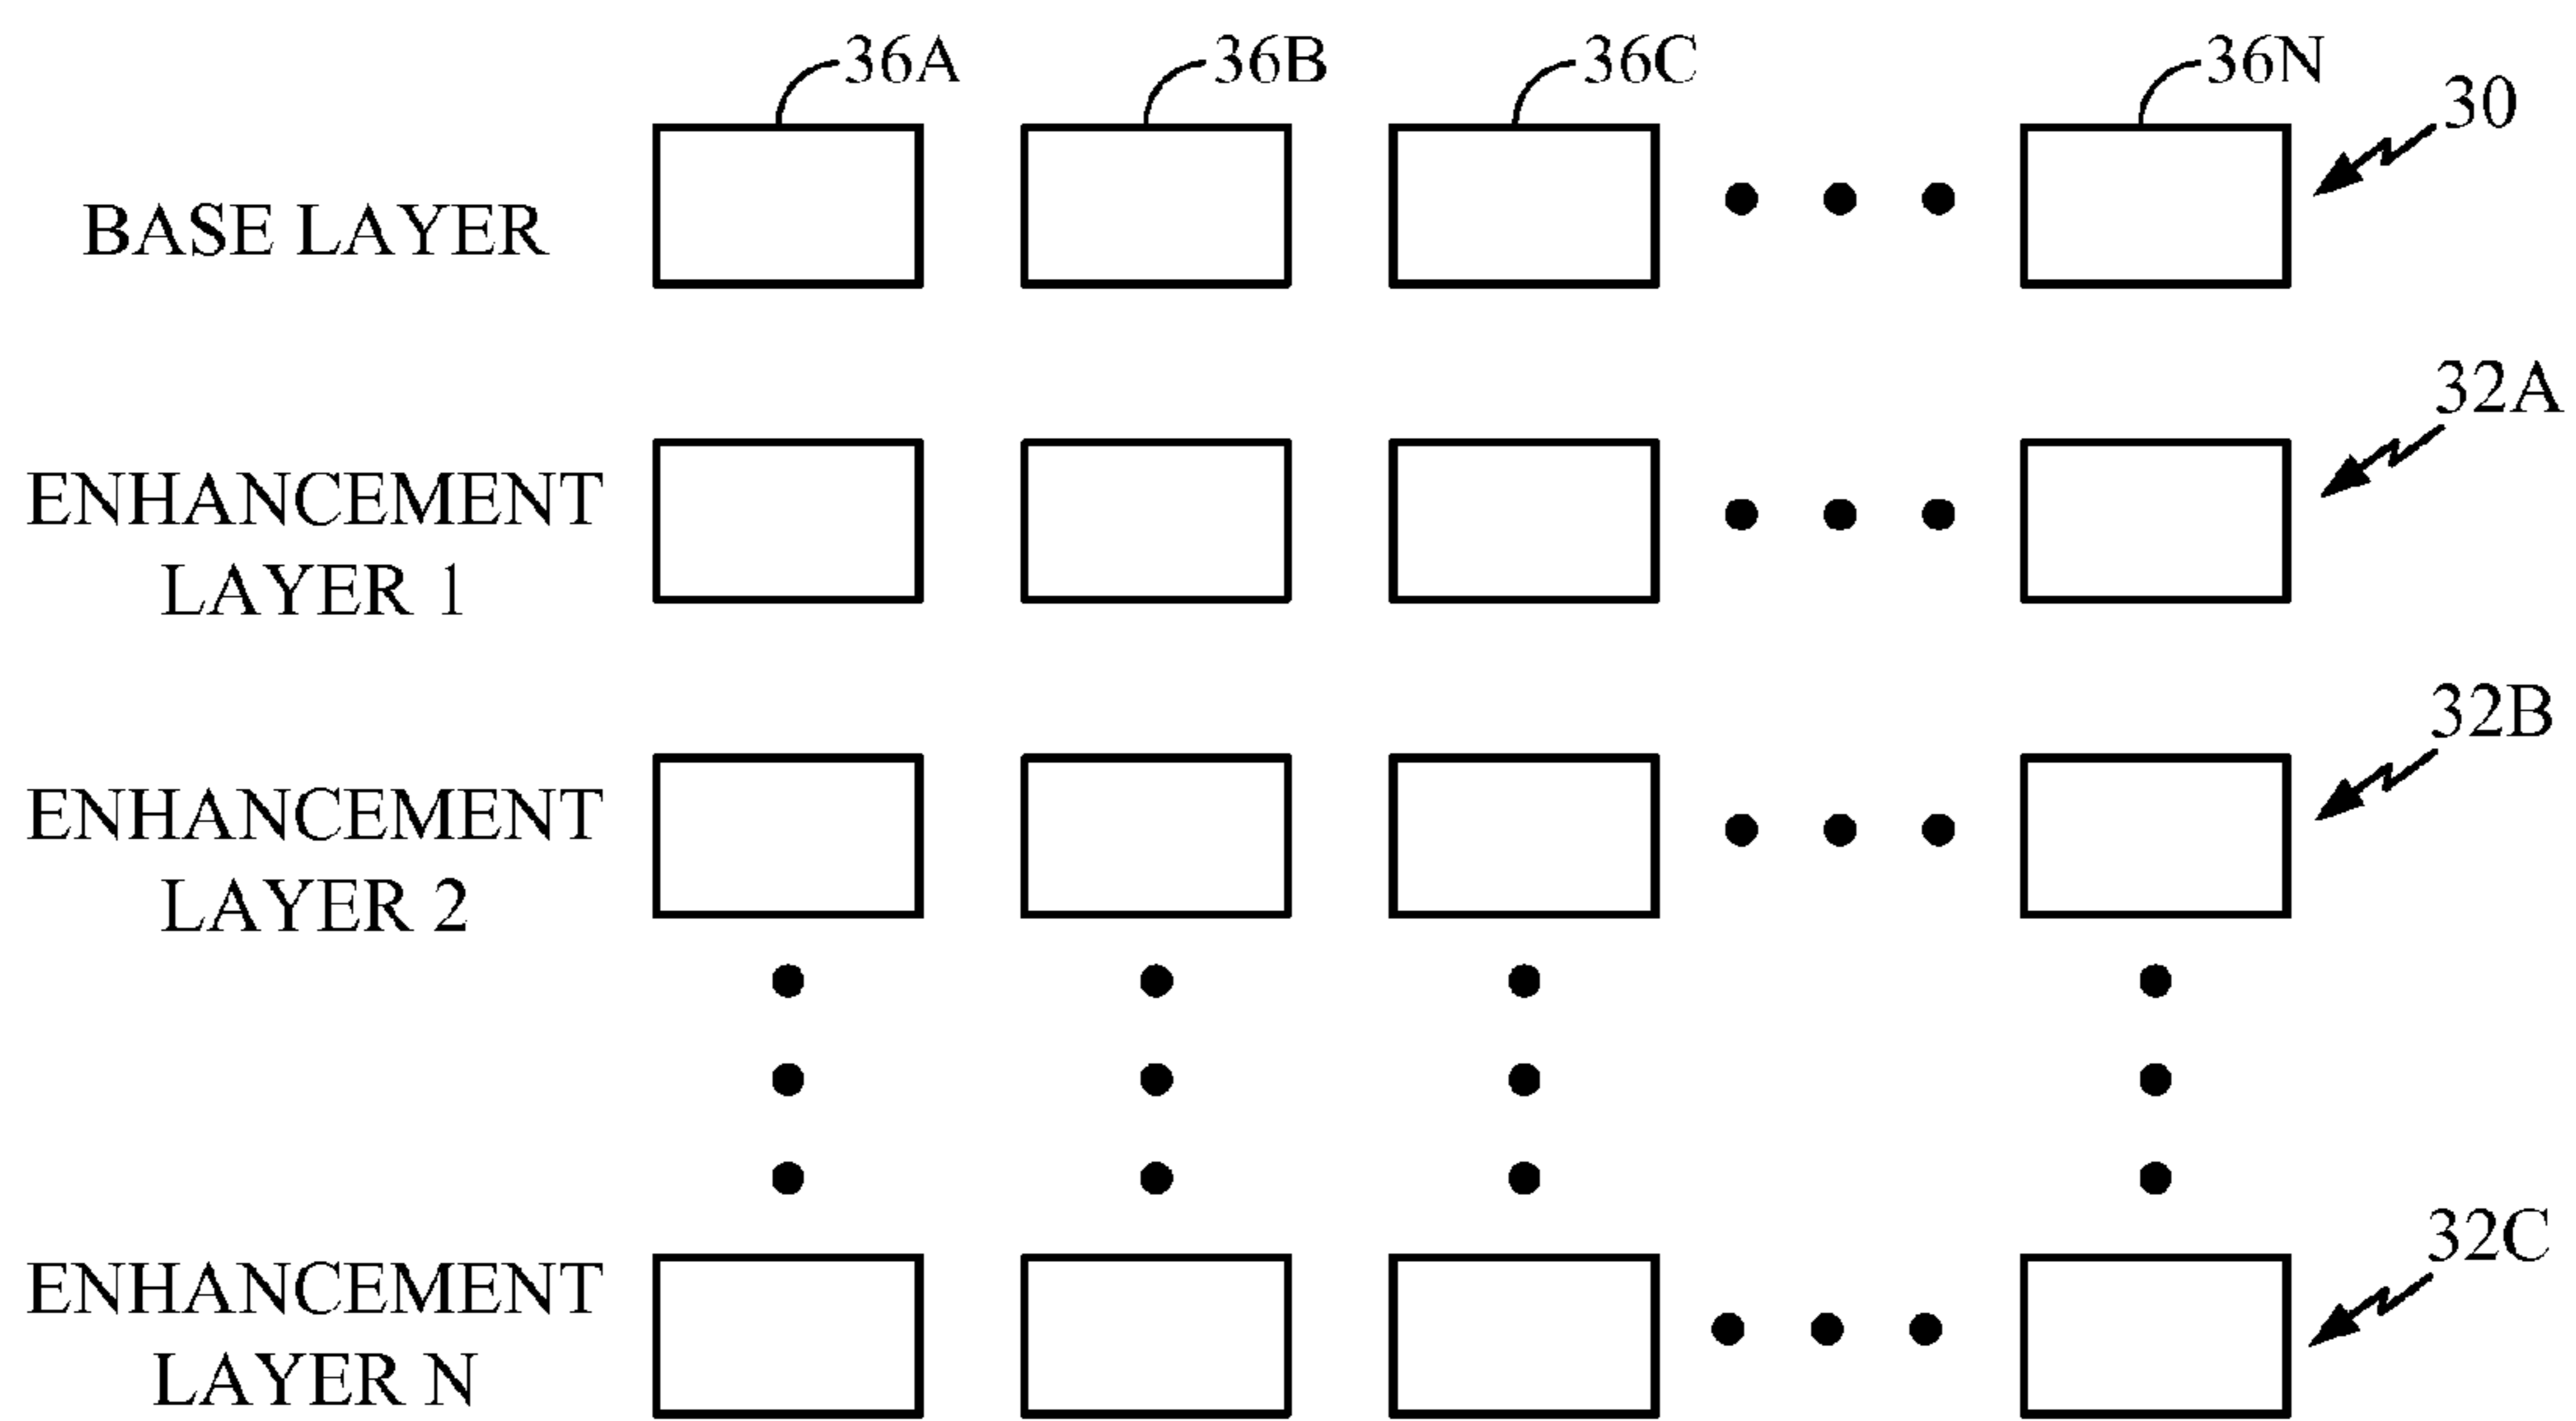 36A 36B 36C 36N
30
BASE LAYER
32A
ENHANCEMENT
LAYER 1
32B
ENHANCEMENT
LAYER 2
32C
ENHANCEMENT
LAYER N